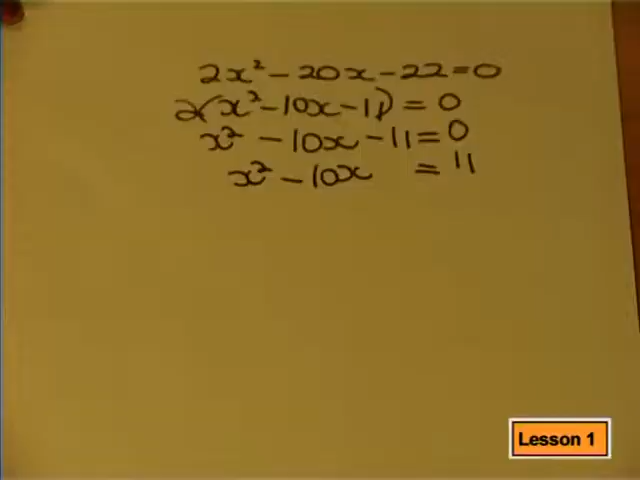 2x² - 20x - 22 = 0
2(x² - 10x - 11) = 0
x² - 10x - 11 = 0
x² - 10x = 11
Lesson 1